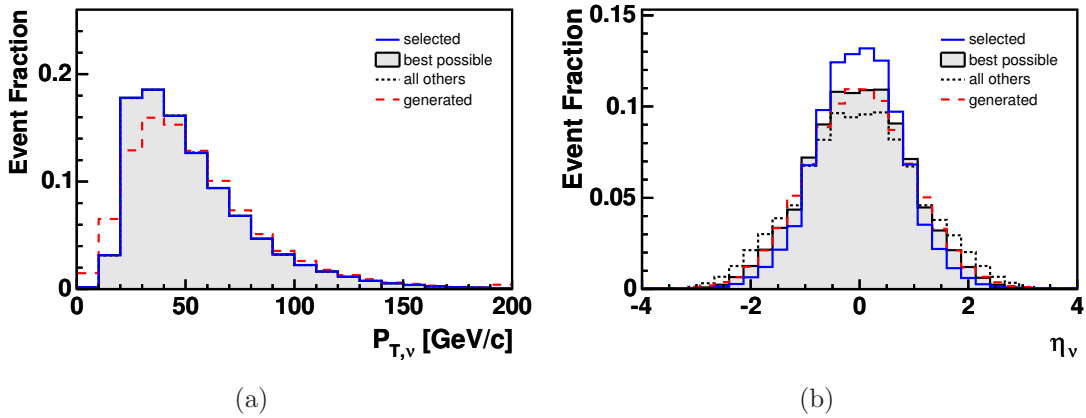 Event Fraction
0.2
0.1
0
0 50 100 150 200
P_T,ν [GeV/c]
selected
best possible
all others
generated
(a)
Event Fraction
0.15
0.1
0.05
0
-4 -2 0 2 4
η_ν
selected
best possible
all others
generated
(b)